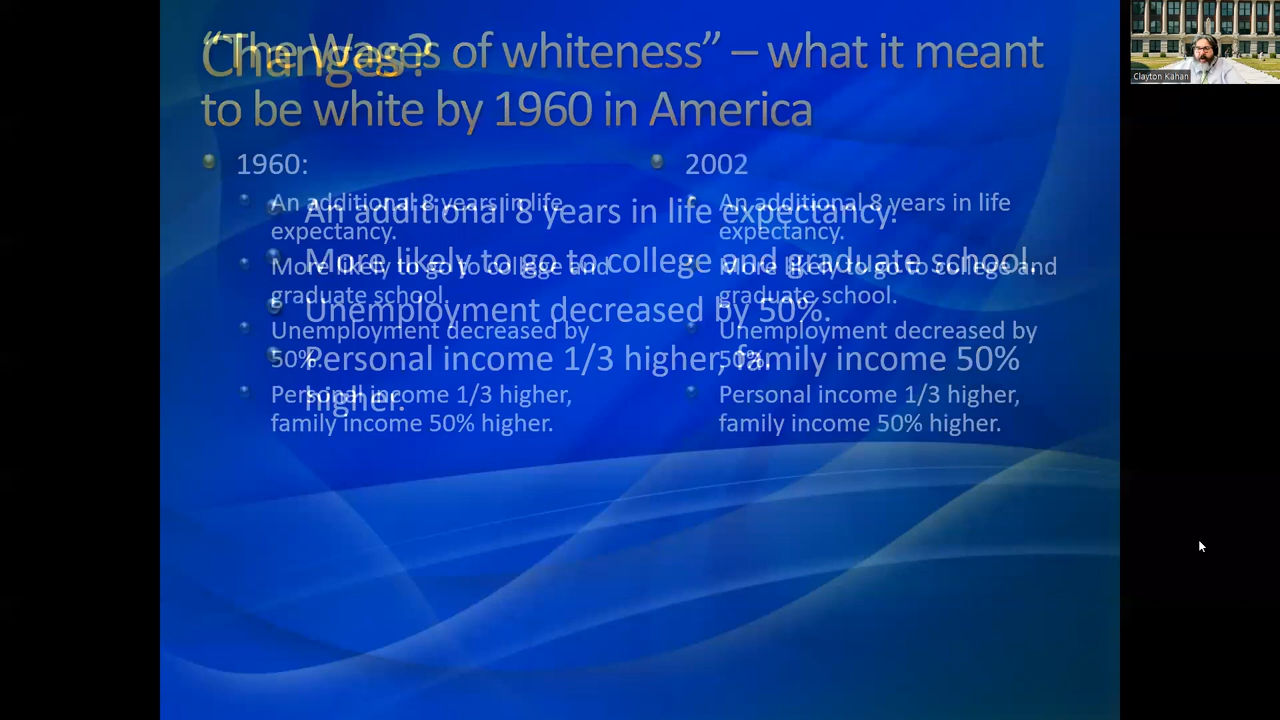 "The Wages of whiteness" – what it meant
to be white by 1960 in America
Changes?
An additional 8 years in life expectancy.
More likely to go to college and graduate school.
Unemployment decreased by 50%.
Personal income 1/3 higher, family income 50%
higher.
1960:
An additional 8 years in life
expectancy.
More likely to go to college and
graduate school.
Unemployment decreased by
50%.
Personal income 1/3 higher,
family income 50% higher.
2002
An additional 8 years in life
expectancy.
More likely to go to college and
graduate school.
Unemployment decreased by
50%.
Personal income 1/3 higher,
family income 50% higher.
Clayton Kahan